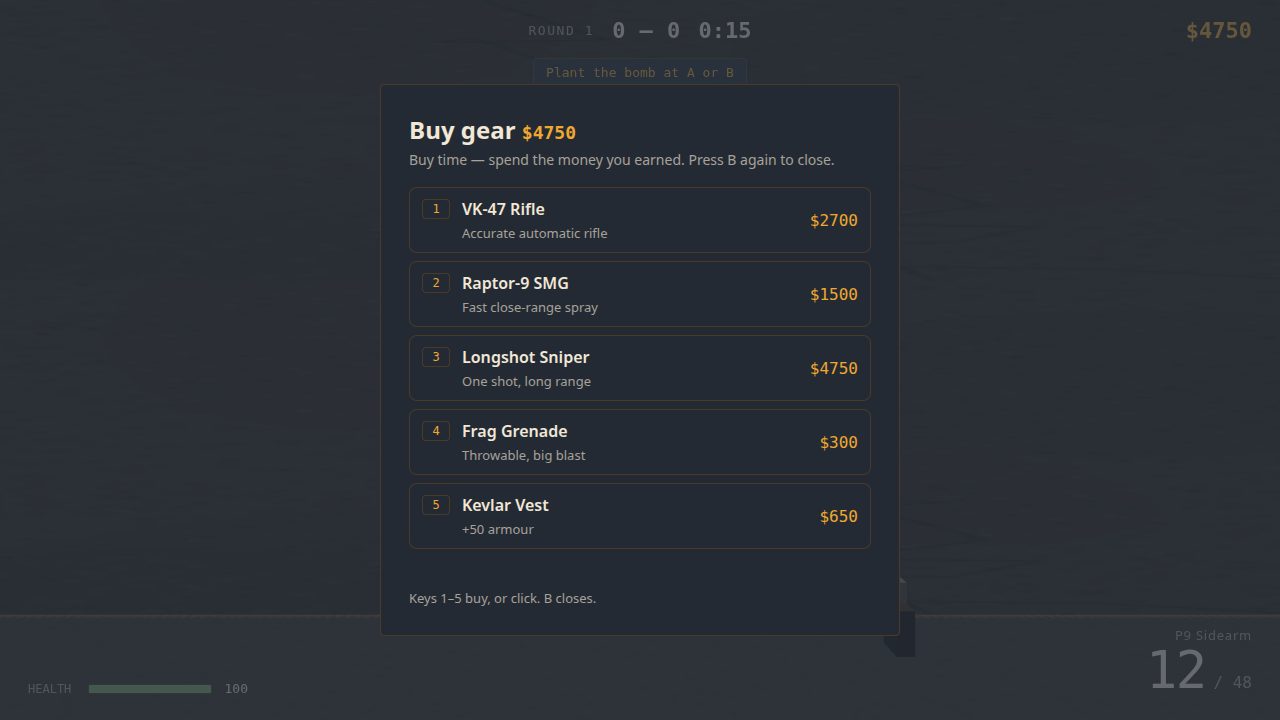 ROUND 1 0 — 0 0:15
$4750
Plant the bomb at A or B
Buy gear $4750
Buy time — spend the money you earned. Press B again to close.
1 VK-47 Rifle
Accurate automatic rifle
$2700
2 Raptor-9 SMG
Fast close-range spray
$1500
3 Longshot Sniper
One shot, long range
$4750
4 Frag Grenade
Throwable, big blast
$300
5 Kevlar Vest
+50 armour
$650
Keys 1–5 buy, or click. B closes.
P9 Sidearm
12 / 48
HEALTH 100